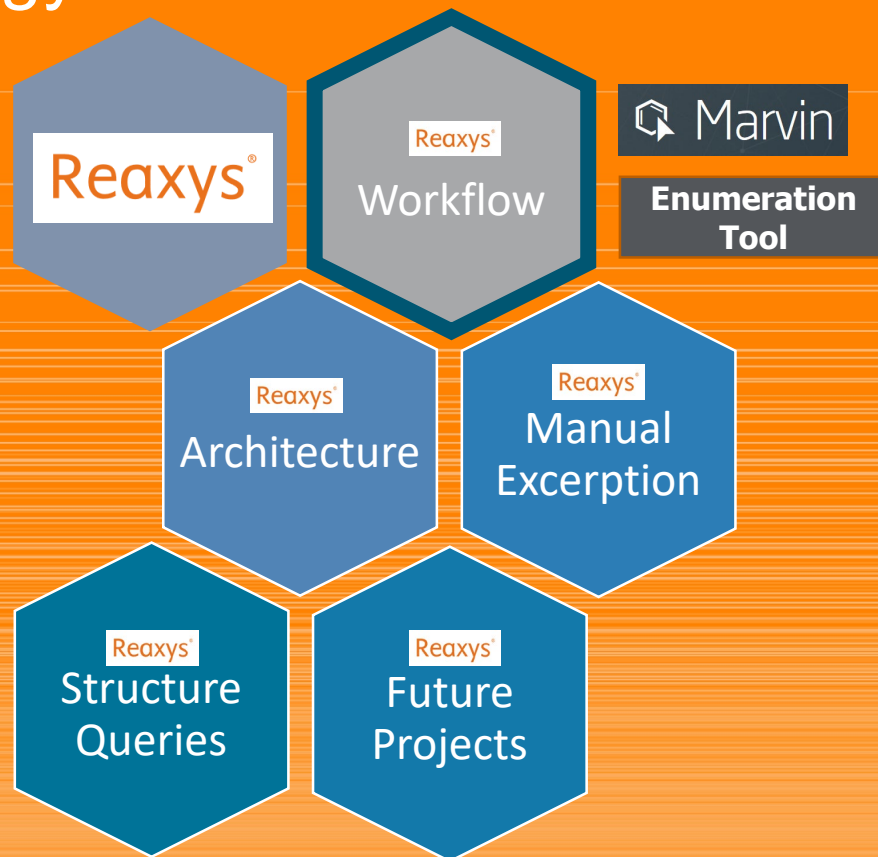 Reaxys®
Reaxys®
Workflow
Marvin
Enumeration
Tool
Reaxys®
Architecture
Reaxys®
Manual
Excerption
Reaxys®
Structure
Queries
Reaxys®
Future
Projects